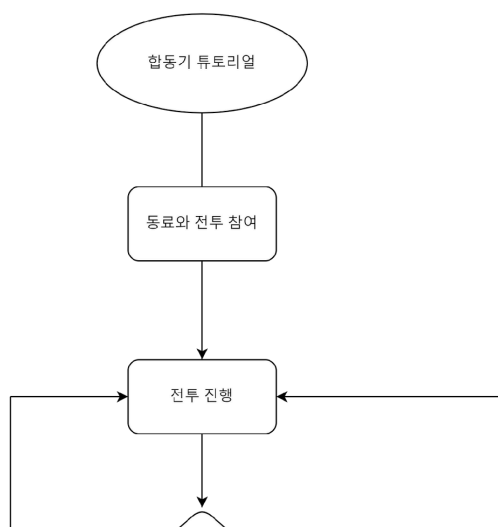 합동기 튜토리얼
동료와 전투 참여
전투 진행